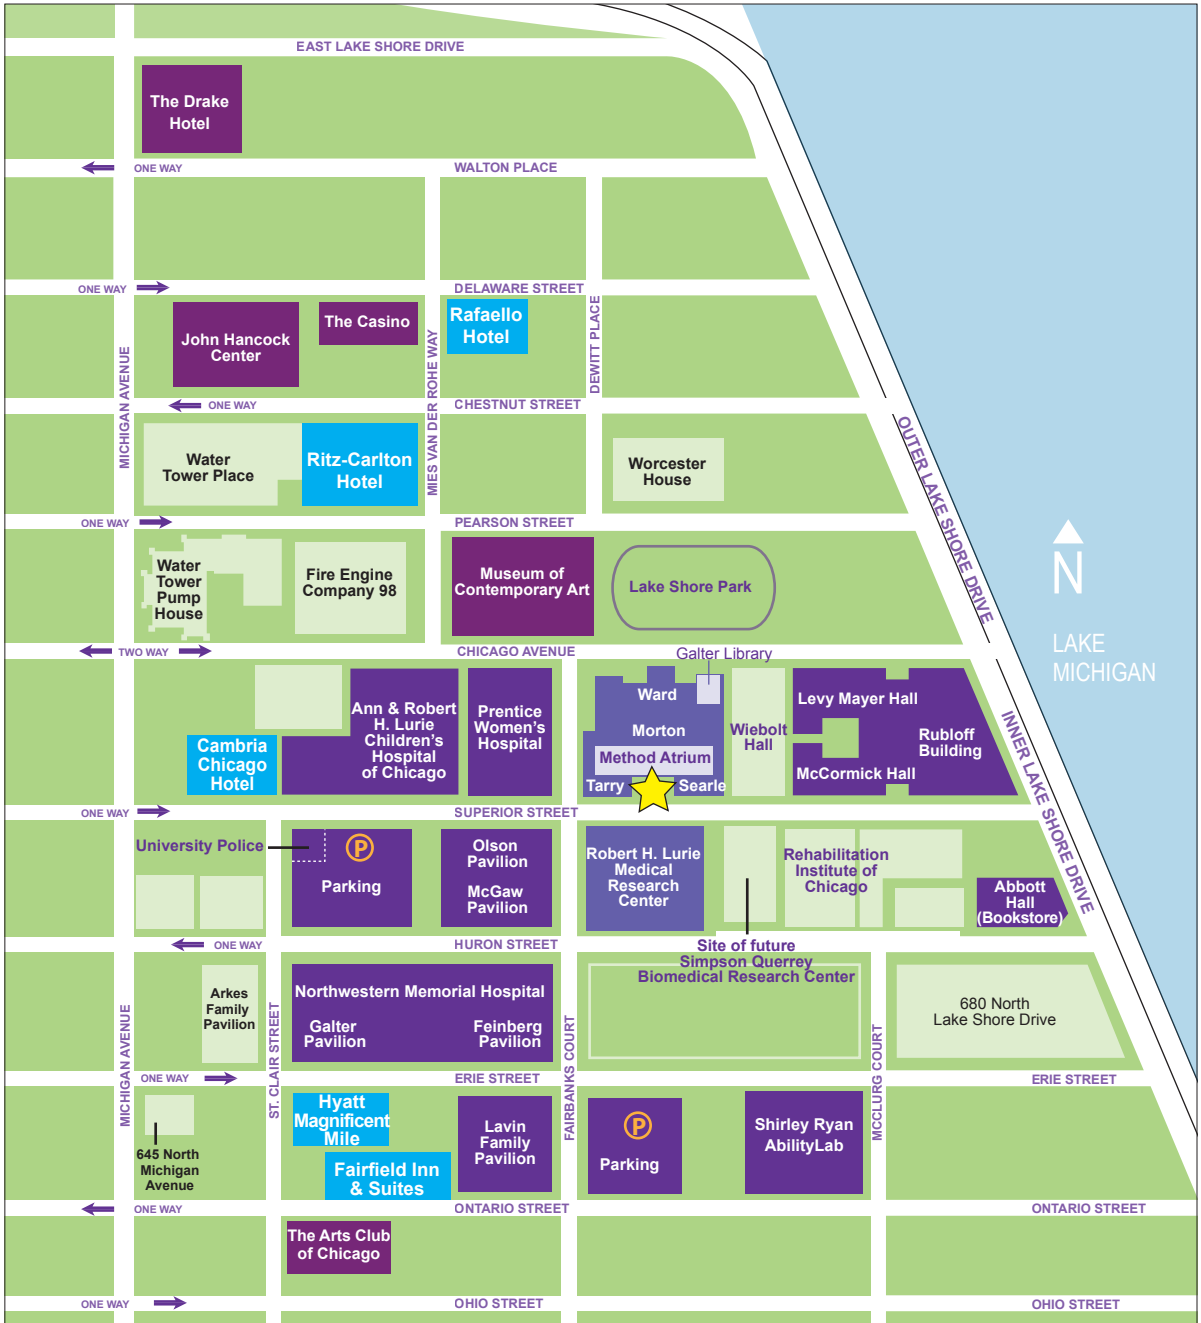 EAST LAKE SHORE DRIVE
The Drake
Hotel
ONE WAY
WALTON PLACE
ONE WAY
DELAWARE STREET
John Hancock
Center
The Casino
Rafaello
Hotel
DEWITT PLACE
MICHIGAN AVENUE
MIES VAN DER ROHE WAY
ONE WAY
CHESTNUT STREET
Water
Tower Place
Ritz-Carlton
Hotel
Worcester
House
OUTER LAKE SHORE DRIVE
ONE WAY
PEARSON STREET
Water
Tower
Pump
House
Fire Engine
Company 98
Museum of
Contemporary Art
Lake Shore Park
N
LAKE
MICHIGAN
TWO WAY
CHICAGO AVENUE
Galter Library
Ann & Robert
H. Lurie
Children's
Hospital
of Chicago
Prentice
Women's
Hospital
Cambria
Chicago
Hotel
Ward
Morton
Method Atrium
Tarry
Searle
Wiebolt
Hall
Levy Mayer Hall
McCormick Hall
Rubloff
Building
INNER LAKE SHORE DRIVE
ONE WAY
SUPERIOR STREET
University Police
P
Parking
Olson
Pavilion
McGaw
Pavilion
Robert H. Lurie
Medical
Research
Center
Rehabilitation
Institute of
Chicago
Abbott
Hall
(Bookstore)
ONE WAY
HURON STREET
Site of future
Simpson Querrey
Biomedical Research Center
Arkes
Family
Pavilion
Northwestern Memorial Hospital
Galter
Pavilion
Feinberg
Pavilion
680 North
Lake Shore Drive
MICHIGAN AVENUE
ST. CLAIR STREET
FAIRBANKS COURT
MCCLURG COURT
ONE WAY
ERIE STREET
ERIE STREET
645 North
Michigan
Avenue
Hyatt
Magnificent
Mile
Fairfield Inn
& Suites
Lavin
Family
Pavilion
P
Parking
Shirley Ryan
AbilityLab
ONE WAY
ONTARIO STREET
ONTARIO STREET
The Arts Club
of Chicago
ONE WAY
OHIO STREET
OHIO STREET